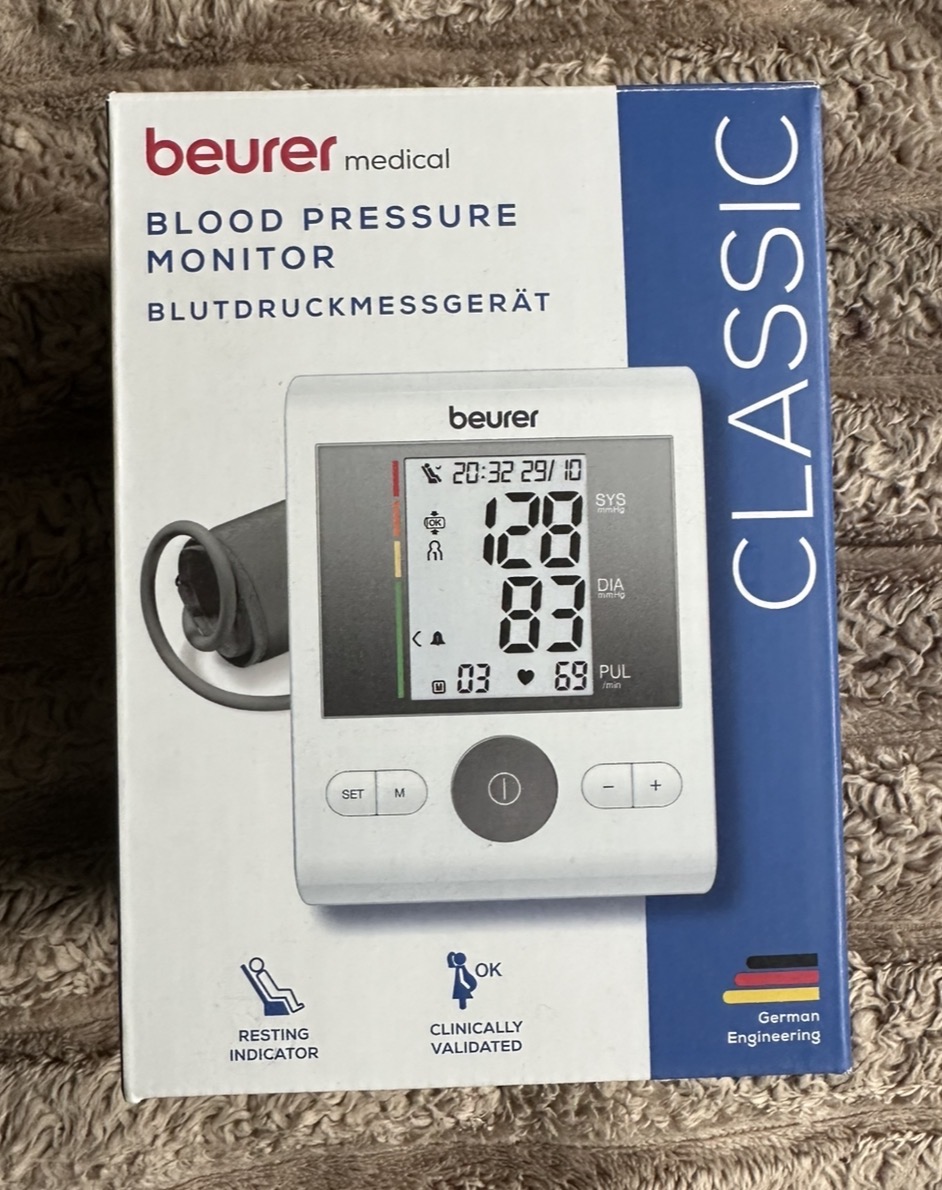 beurer medical
BLOOD PRESSURE
MONITOR
BLUTDRUCKMESSGERÄT
CLASSIC
beurer
20:32 29/10
OK
128
SYS
mmHg
83
DIA
mmHg
M 03 69
PUL
/min
SET M − +
OK
RESTING
INDICATOR
CLINICALLY
VALIDATED
German
Engineering